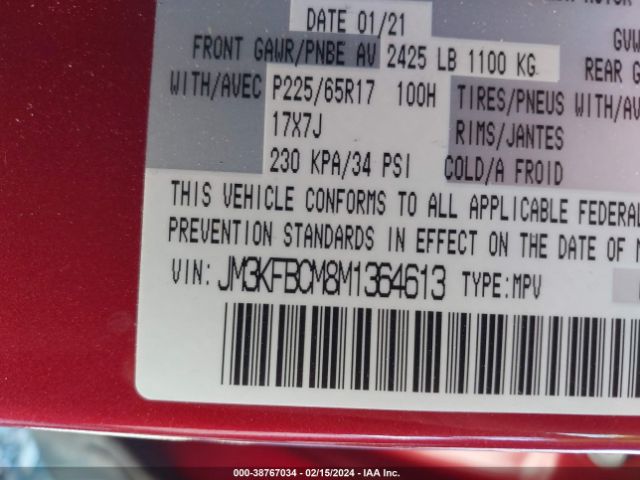 DATE 01/21
GVW
FRONT GAWR/PNBE AV 2425 LB 1100 KG
REAR G
WITH/AVEC P225/65R17 100H TIRES/PNEUS WITH/AV
17X7J RIMS/JANTES
230 KPA/34 PSI COLD/A FROID
THIS VEHICLE CONFORMS TO ALL APPLICABLE FEDERAL
PREVENTION STANDARDS IN EFFECT ON THE DATE OF M
VIN: JM3KFBCM8M1364613 TYPE:MPV
000-38767034 - 02/15/2024 - IAA Inc.